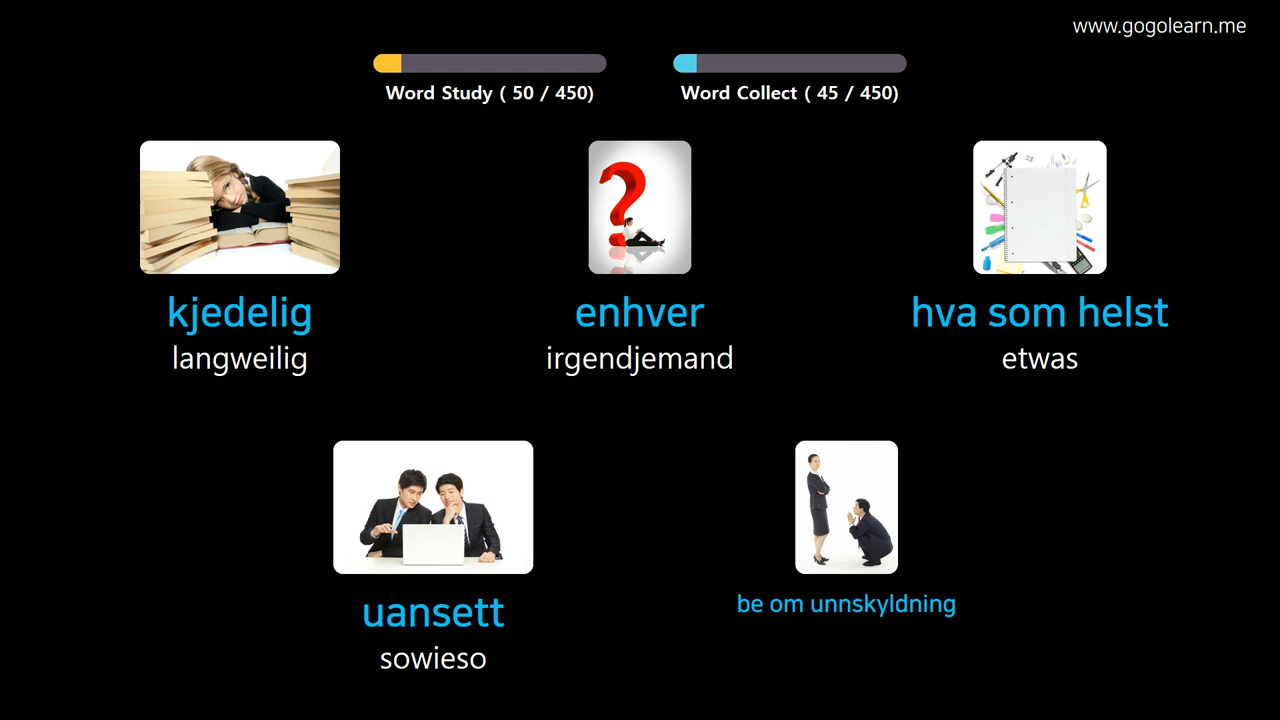 www.gogolearn.me
Word Study ( 50 / 450)
Word Collect ( 45 / 450)
kjedelig
langweilig
enhver
irgendjemand
hva som helst
etwas
uansett
sowieso
be om unnskyldning